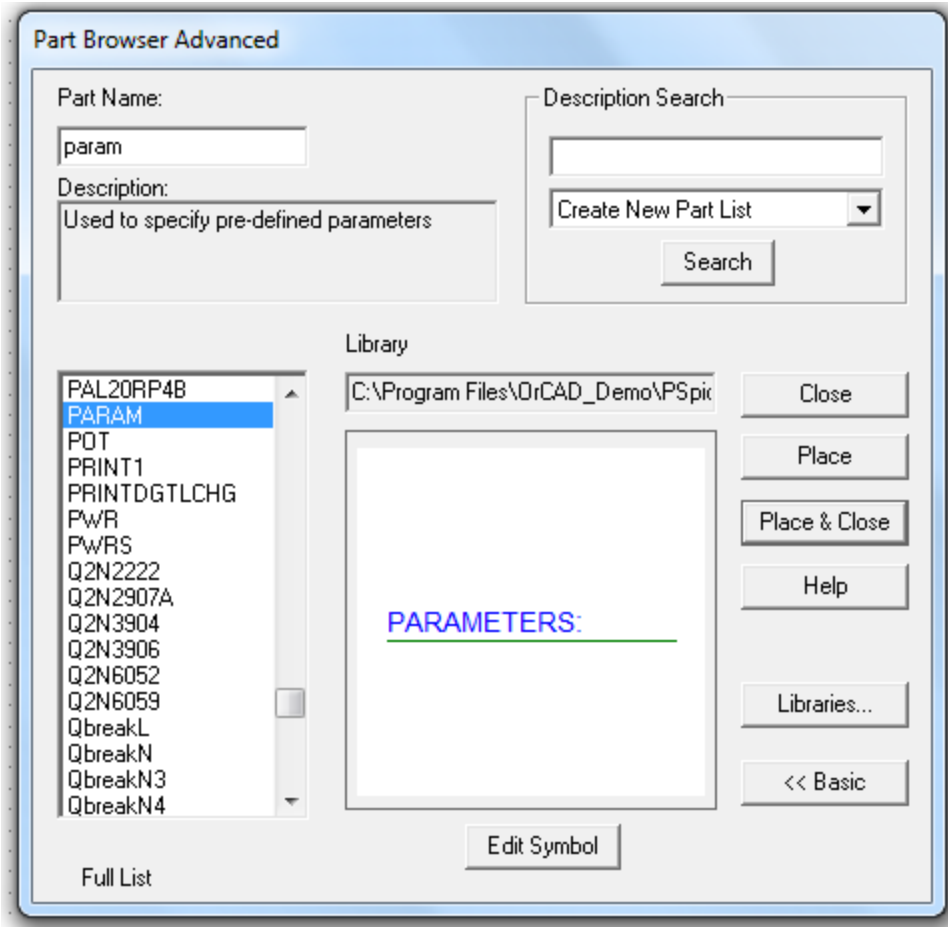 Part Browser Advanced
Part Name:
param
Description:
Used to specify pre-defined parameters
Description Search
Create New Part List
Search
Library
C:\Program Files\OrCAD_Demo\PSpic
PAL20RP4B
PARAM
POT
PRINT1
PRINTDGTLCHG
PWR
PWRS
Q2N2222
Q2N2907A
Q2N3904
Q2N3906
Q2N6052
Q2N6059
QbreakL
QbreakN
QbreakN3
QbreakN4
Full List
PARAMETERS:
Edit Symbol
Close
Place
Place & Close
Help
Libraries...
<< Basic